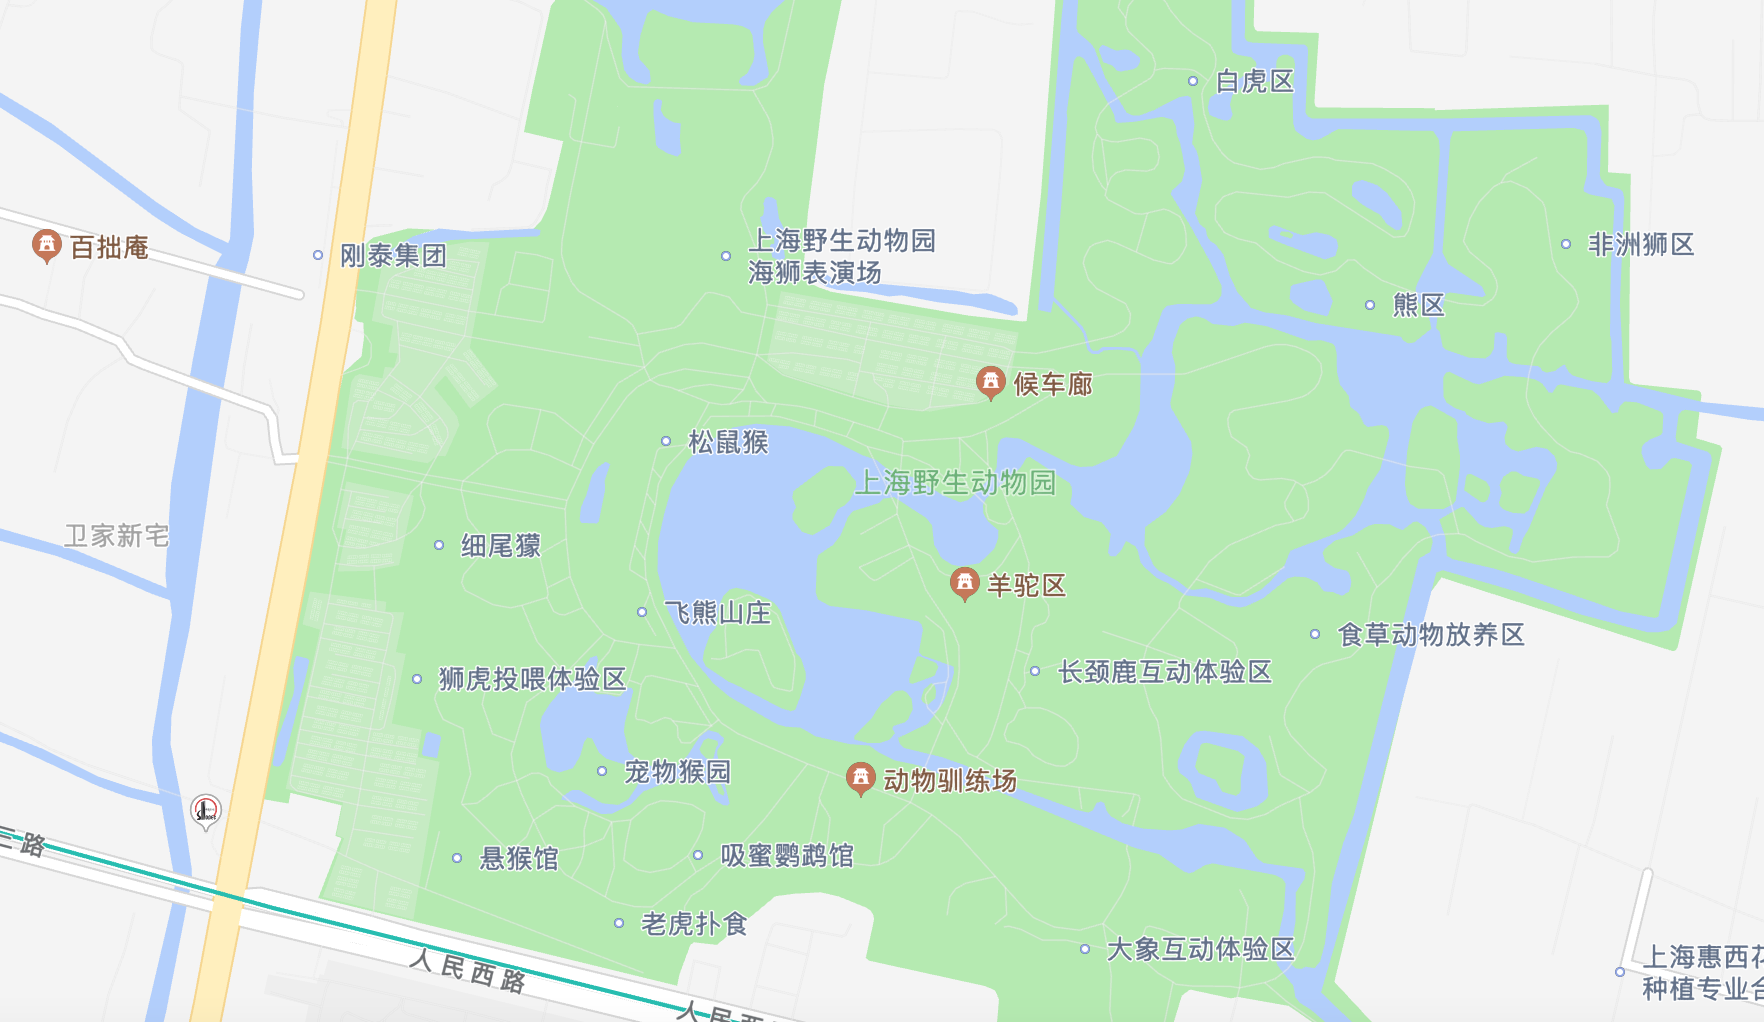 白虎区
上海野生动物园
海狮表演场
非洲狮区
百拙庵
刚泰集团
熊区
候车廊
松鼠猴
上海野生动物园
卫家新宅
细尾獴
羊驼区
飞熊山庄
食草动物放养区
长颈鹿互动体验区
狮虎投喂体验区
宠物猴园
动物驯练场
三路
悬猴馆
吸蜜鹦鹉馆
老虎扑食
大象互动体验区
人民西路
上海惠西花
种植专业合
人民西